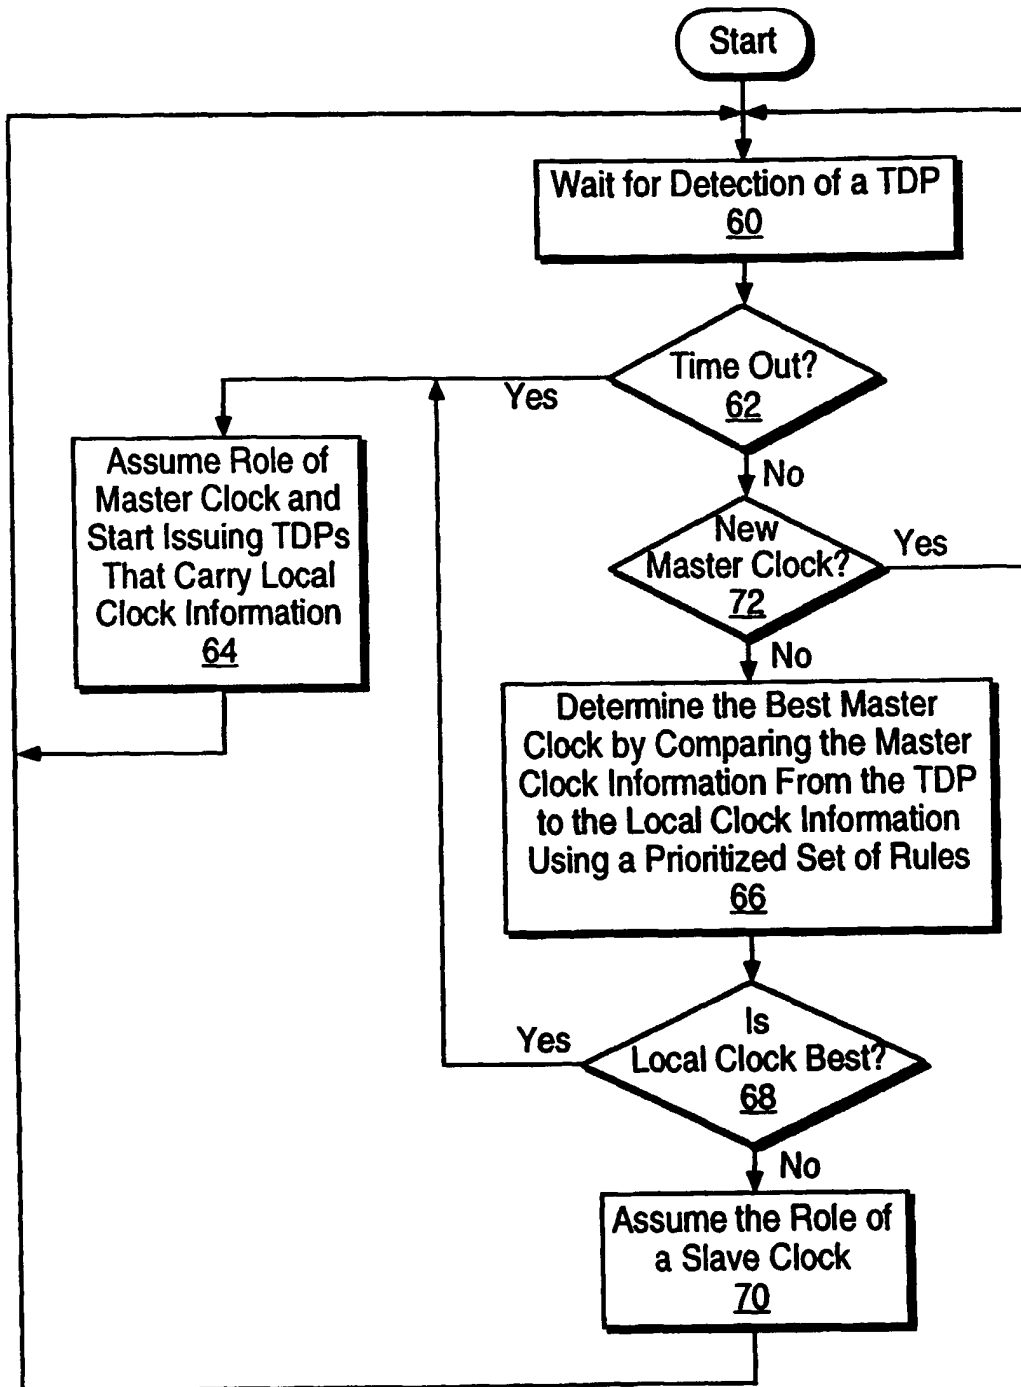 Start
Wait for Detection of a TDP
60
Time Out?
62
Yes
No
Assume Role of
Master Clock and
Start Issuing TDPs
That Carry Local
Clock Information
64
New
Master Clock?
72
Yes
No
Determine the Best Master
Clock by Comparing the Master
Clock Information From the TDP
to the Local Clock Information
Using a Prioritized Set of Rules
66
Is
Local Clock Best?
68
Yes
No
Assume the Role of
a Slave Clock
70